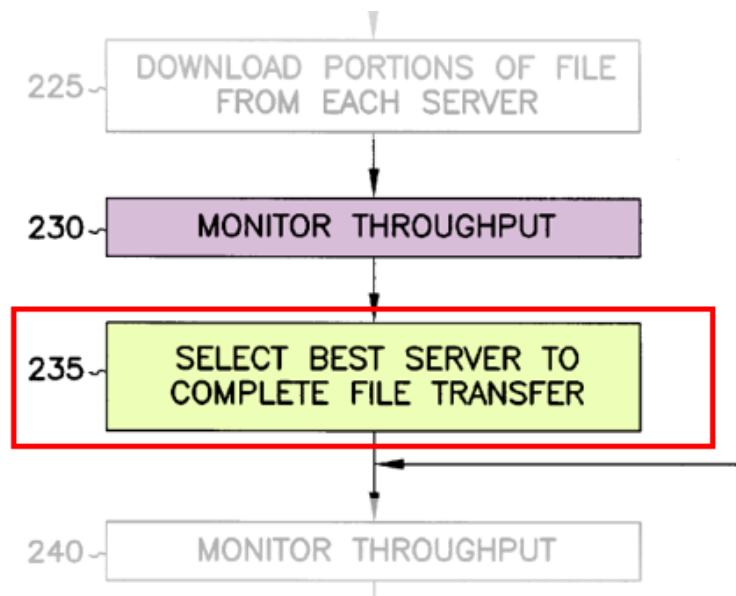 225
DOWNLOAD PORTIONS OF FILE
FROM EACH SERVER
230
MONITOR THROUGHPUT
235
SELECT BEST SERVER TO
COMPLETE FILE TRANSFER
240
MONITOR THROUGHPUT